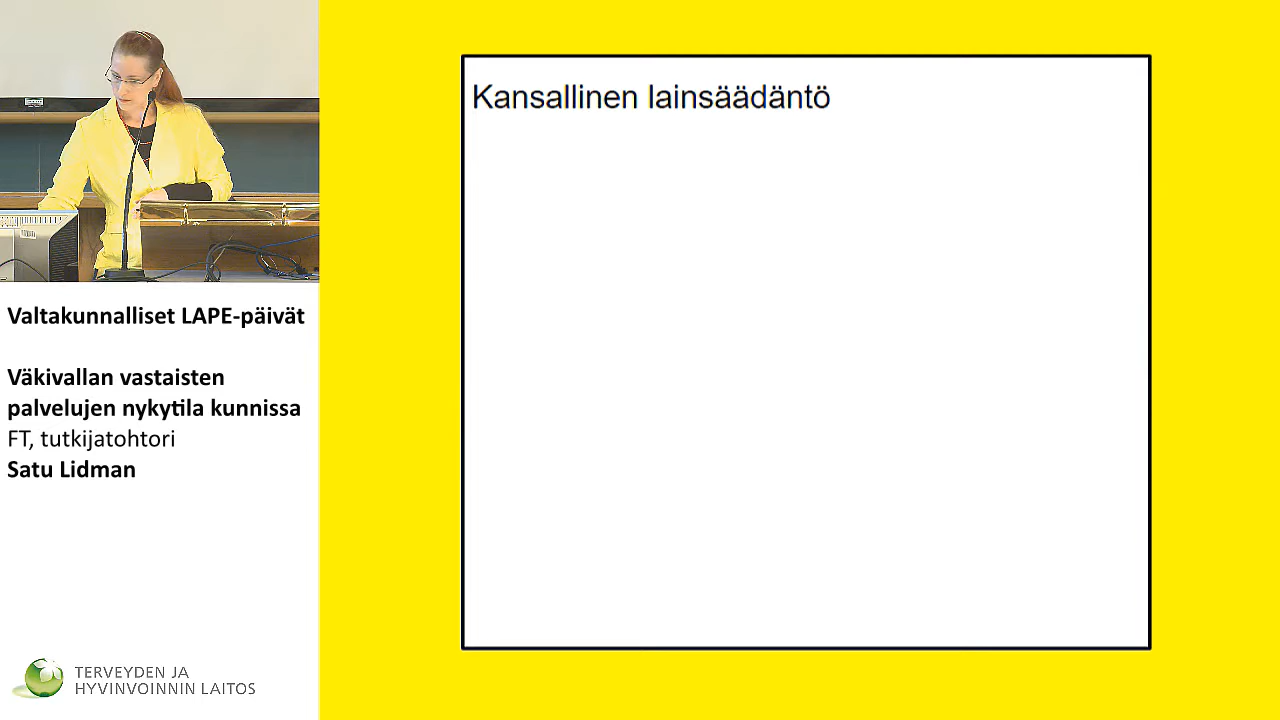 Kansallinen lainsäädäntö
Valtakunnalliset LAPE-päivät
Väkivallan vastaisten
palvelujen nykytila kunnissa
FT, tutkijatohtori
Satu Lidman
TERVEYDEN JA
HYVINVOINNIN LAITOS